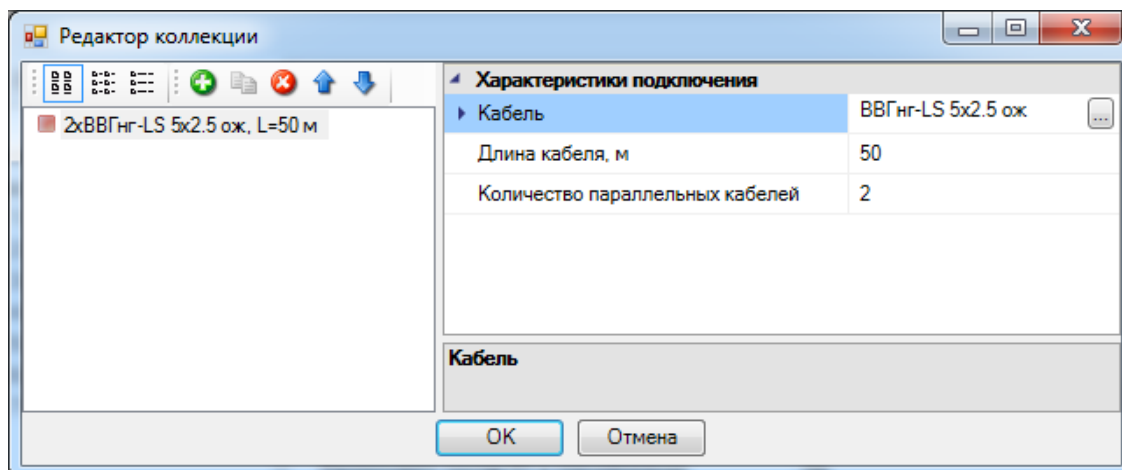 Редактор коллекции
2хВВГнг-LS 5x2.5 ож, L=50 м
Характеристики подключения
Кабель
ВВГнг-LS 5x2.5 ож
...
Длина кабеля, м
50
Количество параллельных кабелей
2
Кабель
OK
Отмена